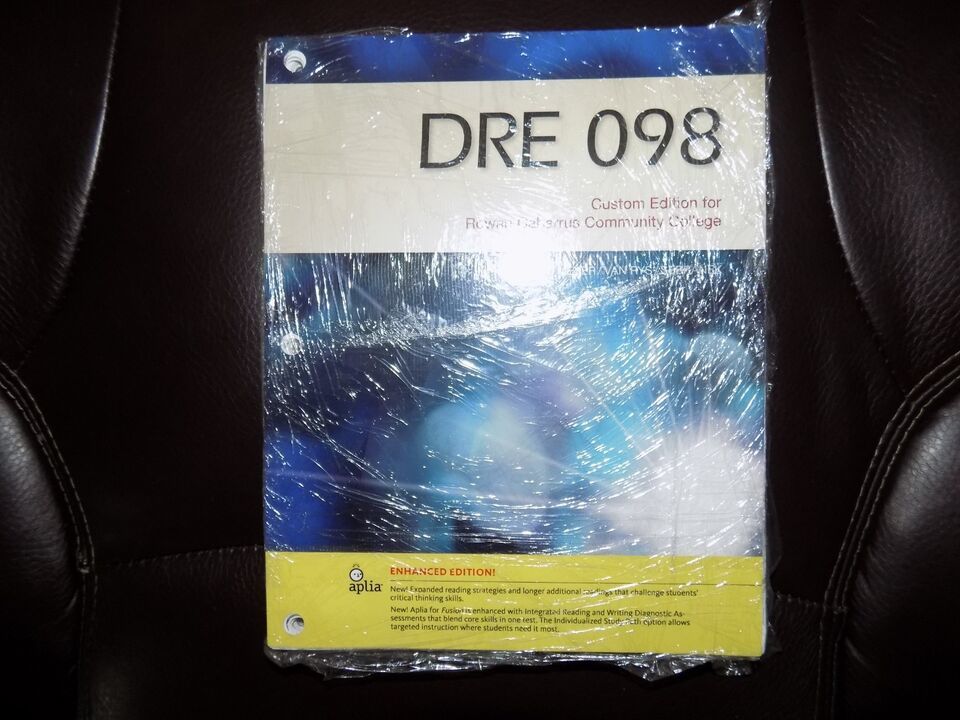 DRE 098
Custom Edition for
Rowan Cabarrus Community College
VAN RYS
aplia
ENHANCED EDITION!
New! Expanded reading strategies and longer additional readings that challenge students'
critical thinking skills.
New! Aplia for Fusion is enhanced with Integrated Reading and Writing Diagnostic As-
sessments that blend core skills in one test. The Individualized Study Path option allows
targeted instruction where students need it most.